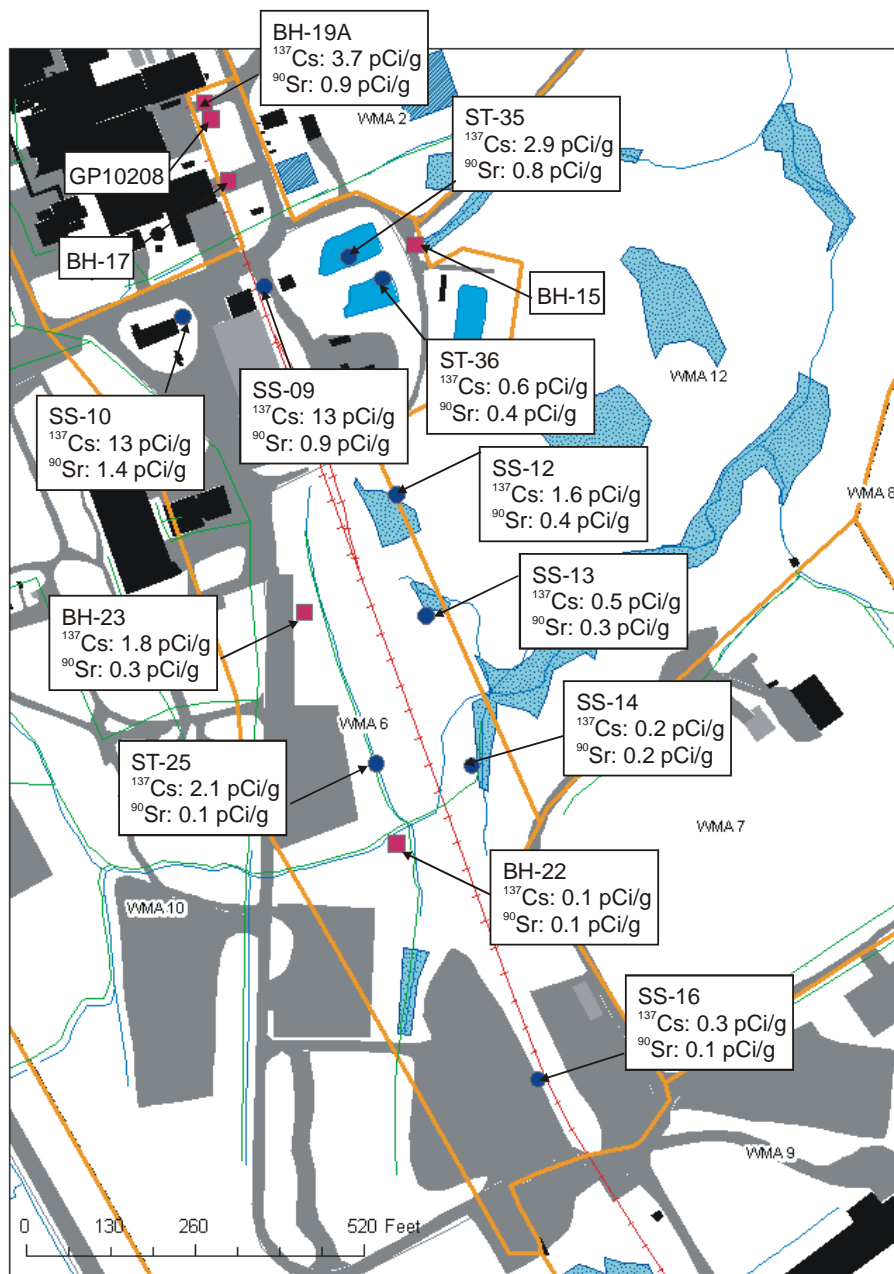 BH-19A
¹³⁷Cs: 3.7 pCi/g
⁹⁰Sr: 0.9 pCi/g
WMA 2
ST-35
¹³⁷Cs: 2.9 pCi/g
⁹⁰Sr: 0.8 pCi/g
GP10208
BH-17
BH-15
ST-36
¹³⁷Cs: 0.6 pCi/g
⁹⁰Sr: 0.4 pCi/g
WMA 12
SS-09
¹³⁷Cs: 13 pCi/g
⁹⁰Sr: 0.9 pCi/g
SS-10
¹³⁷Cs: 13 pCi/g
⁹⁰Sr: 1.4 pCi/g
SS-12
¹³⁷Cs: 1.6 pCi/g
⁹⁰Sr: 0.4 pCi/g
WMA 8
SS-13
¹³⁷Cs: 0.5 pCi/g
⁹⁰Sr: 0.3 pCi/g
BH-23
¹³⁷Cs: 1.8 pCi/g
⁹⁰Sr: 0.3 pCi/g
SS-14
¹³⁷Cs: 0.2 pCi/g
⁹⁰Sr: 0.2 pCi/g
WMA 6
ST-25
¹³⁷Cs: 2.1 pCi/g
⁹⁰Sr: 0.1 pCi/g
WMA 7
BH-22
¹³⁷Cs: 0.1 pCi/g
⁹⁰Sr: 0.1 pCi/g
WMA 10
SS-16
¹³⁷Cs: 0.3 pCi/g
⁹⁰Sr: 0.1 pCi/g
WMA 9
0 130 260 520 Feet